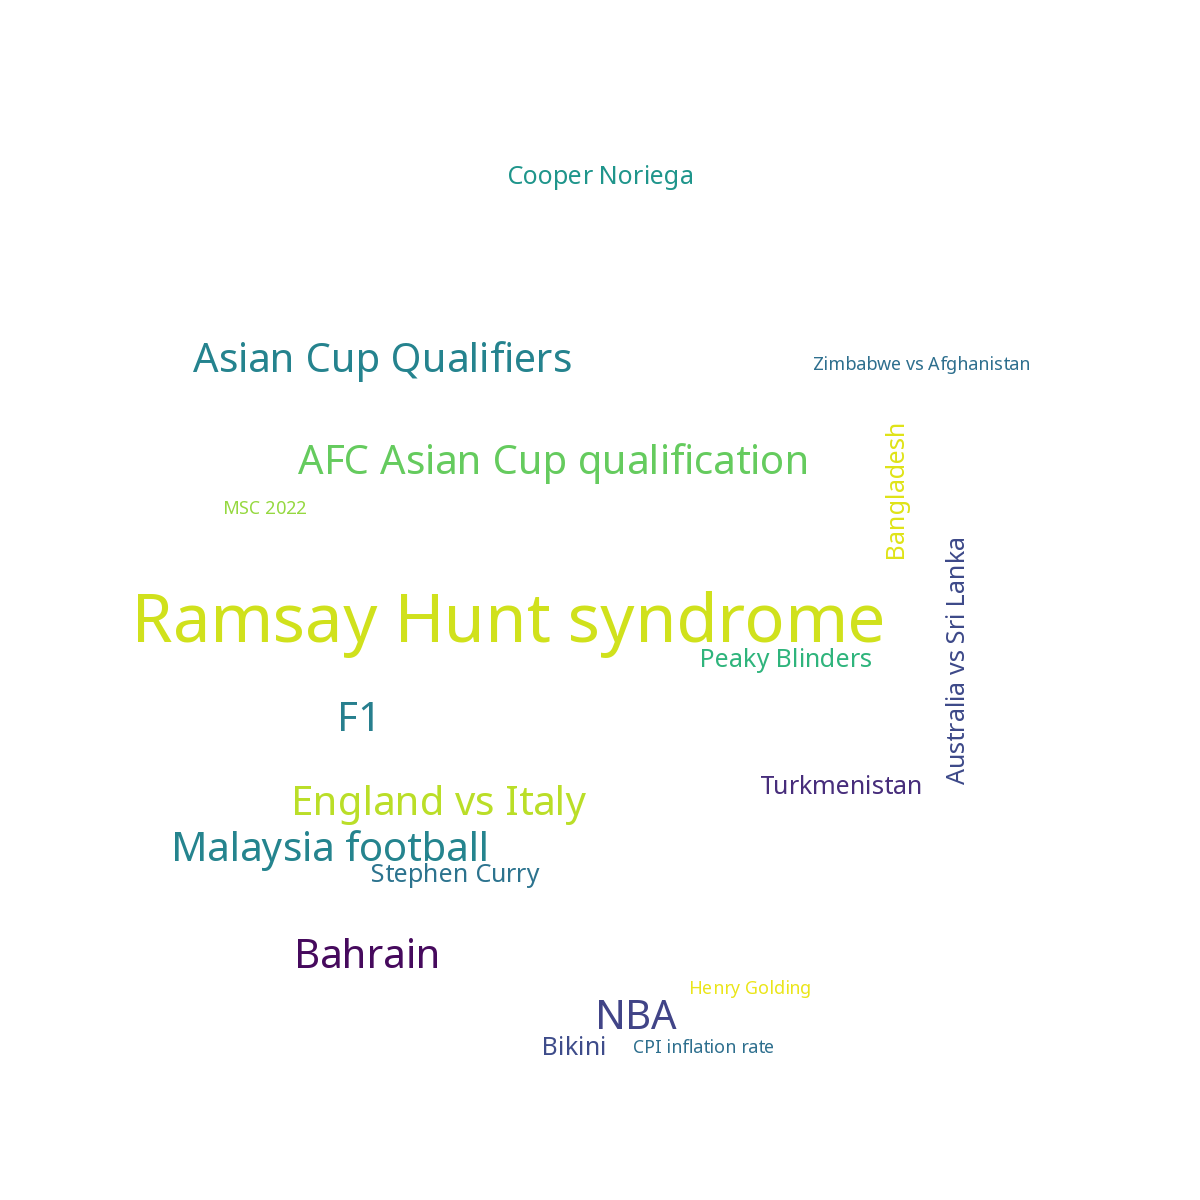 Cooper Noriega
Asian Cup Qualifiers
Zimbabwe vs Afghanistan
AFC Asian Cup qualification
Bangladesh
MSC 2022
Ramsay Hunt syndrome
Australia vs Sri Lanka
Peaky Blinders
F1
Turkmenistan
England vs Italy
Malaysia football
Stephen Curry
Bahrain
Henry Golding
NBA
Bikini
CPI inflation rate